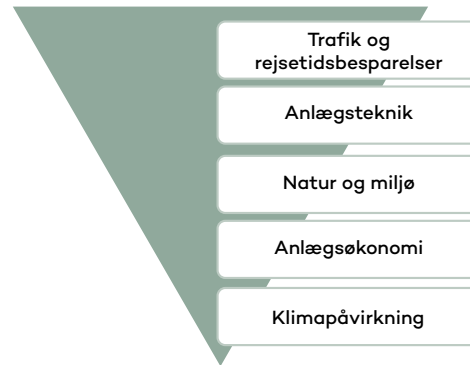 Trafik og
rejsetidsbesparelser
Anlægsteknik
Natur og miljø
Anlægsøkonomi
Klimapåvirkning